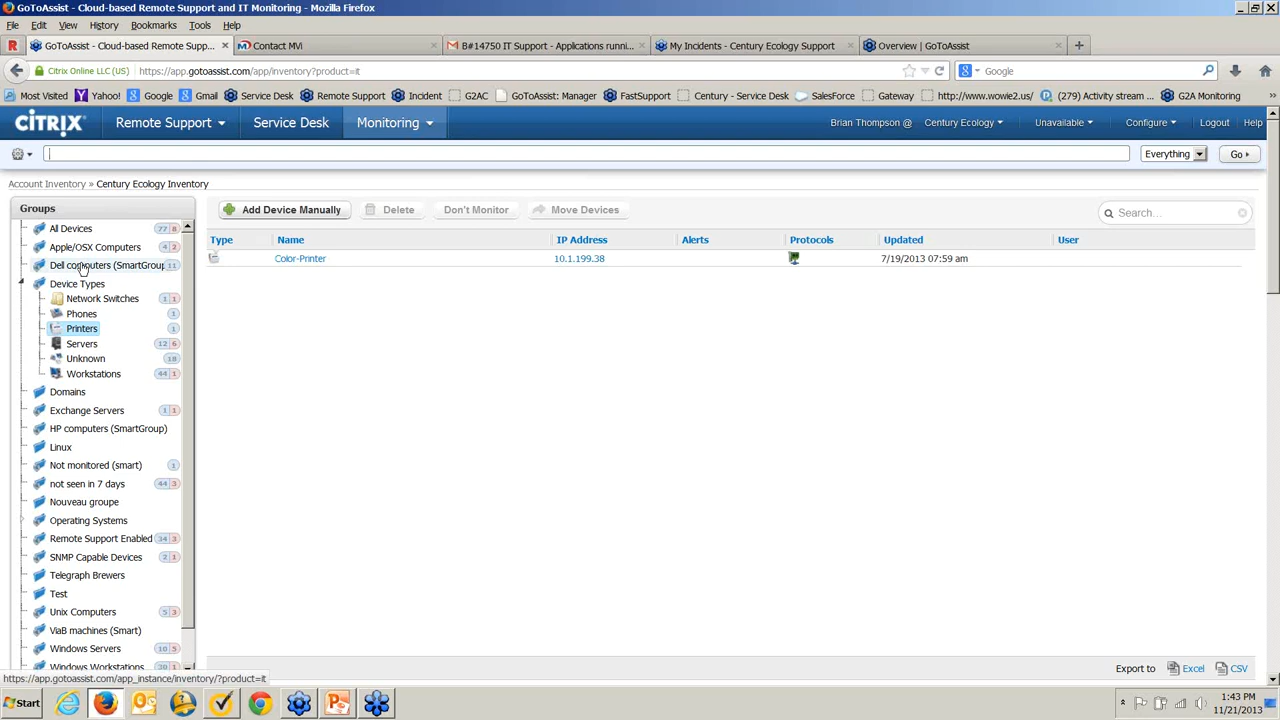 GoToAssist - Cloud-based Remote Support and IT Monitoring - Mozilla Firefox
File Edit View History Bookmarks Tools Help
GoToAssist - Cloud-based Remote Supp... Contact MVi B#14750 IT Support - Applications runni... My Incidents - Century Ecology Support Overview | GoToAssist
Citrix Online LLC (US) https://app.gotoassist.com/app/inventory?product=it Google
Most Visited Yahoo! Google Gmail Service Desk Remote Support Incident G2AC GoToAssist: Manager FastSupport Century - Service Desk SalesForce Gateway http://www.wowie2.us/ (279) Activity stream ... G2A Monitoring
CİTRIX Remote Support Service Desk Monitoring Brian Thompson @ Century Ecology Unavailable Configure Logout Help
Everything Go
Account Inventory » Century Ecology Inventory
Groups
Add Device Manually Delete Don't Monitor Move Devices Search...
Type Name IP Address Alerts Protocols Updated User
Color-Printer 10.1.199.38 7/19/2013 07:59 am
All Devices 77 8
Apple/OSX Computers 4 2
Dell computers (SmartGroup 11
Device Types
Network Switches 1 1
Phones 1
Printers 1
Servers 12 6
Unknown 18
Workstations 44 1
Domains
Exchange Servers 1 1
HP computers (SmartGroup)
Linux
Not monitored (smart) 1
not seen in 7 days 44 3
Nouveau groupe
Operating Systems
Remote Support Enabled 34 3
SNMP Capable Devices 2 1
Telegraph Brewers
Test
Unix Computers 5 3
ViaB machines (Smart)
Windows Servers 10 5
Windows Workstations 20 1
Export to Excel CSV
https://app.gotoassist.com/app_instance/inventory/?product=it
Start 1:43 PM
11/21/2013